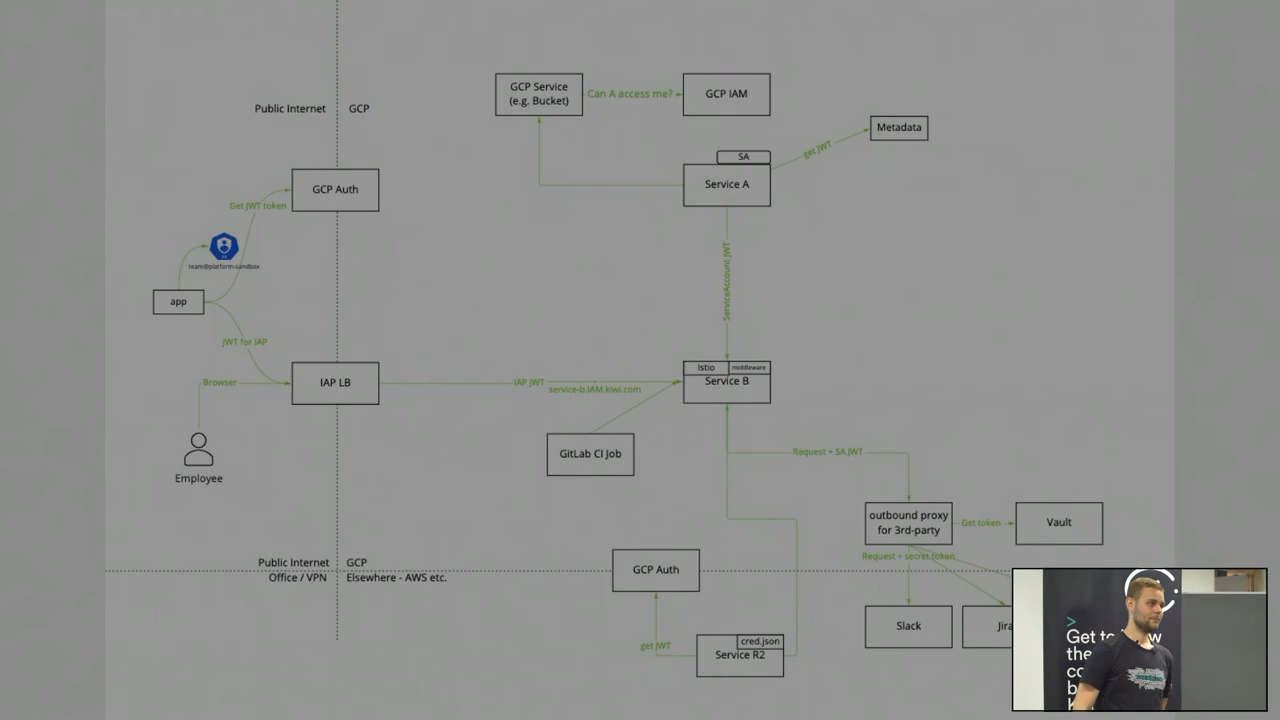 GCP Service
(e.g. Bucket)
Can A access me?
GCP IAM
Public Internet
GCP
Metadata
get JWT
SA
Service A
GCP Auth
Get JWT token
team@platform-sandbox
app
ServiceAccount JWT
JWT for IAP
Browser
IAP LB
IAP JWT
service-b.IAM.kiwi.com
Istio
middleware
Service B
GitLab CI Job
Employee
Request + SA JWT
outbound proxy
for 3rd-party
Get token
Vault
Request + secret token
Public Internet
GCP
Office / VPN
Elsewhere - AWS etc.
GCP Auth
Slack
Jira
get JWT
cred.json
Service R2
>
Get to
the